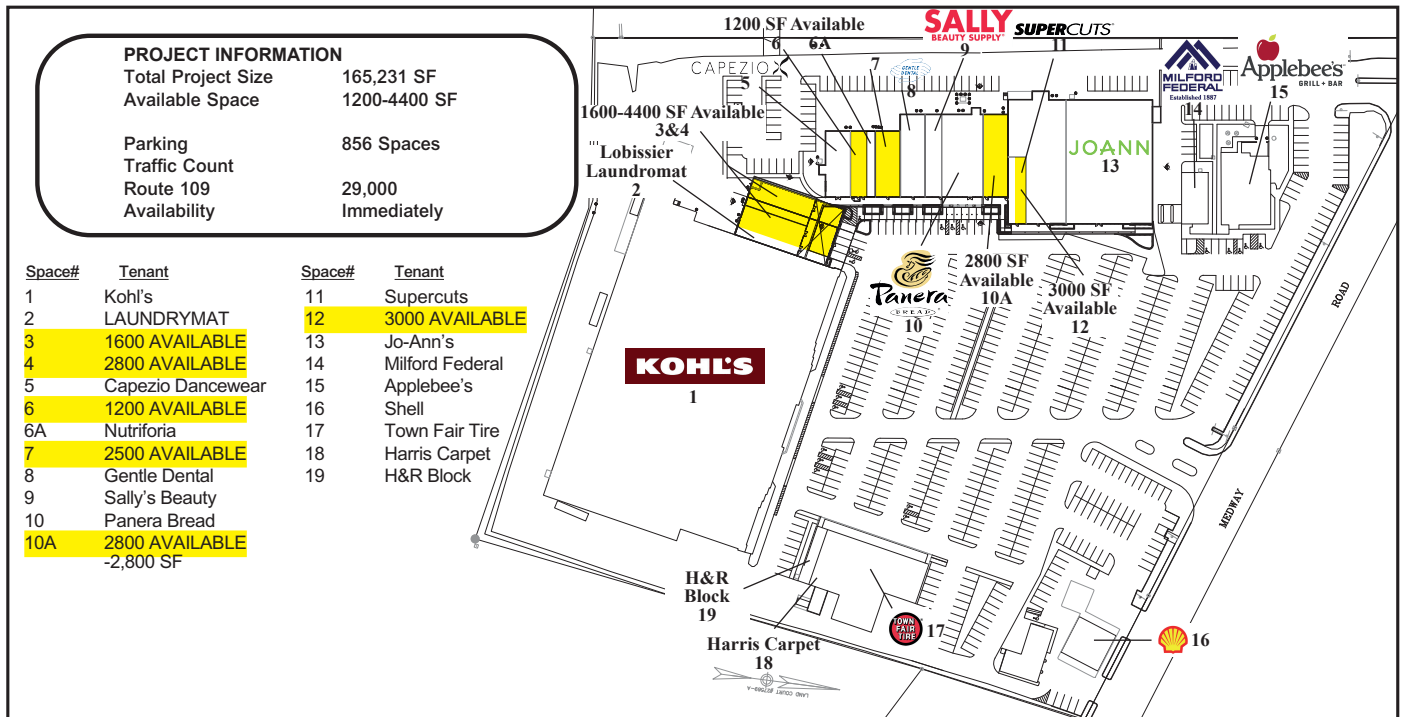 PROJECT INFORMATION
Total Project Size 165,231 SF
Available Space 1200-4400 SF
Parking 856 Spaces
Traffic Count
Route 109 29,000
Availability Immediately
Space# Tenant
1 Kohl's
2 LAUNDRYMAT
3 1600 AVAILABLE
4 2800 AVAILABLE
5 Capezio Dancewear
6 1200 AVAILABLE
6A Nutriforia
7 2500 AVAILABLE
8 Gentle Dental
9 Sally's Beauty
10 Panera Bread
10A 2800 AVAILABLE
-2,800 SF
Space# Tenant
11 Supercuts
12 3000 AVAILABLE
13 Jo-Ann's
14 Milford Federal
15 Applebee's
16 Shell
17 Town Fair Tire
18 Harris Carpet
19 H&R Block
1200 SF Available
6 6A
SALLY
BEAUTY SUPPLY
9
SUPERCUTS
11
CAPEZIO
5
7
GENTLE
DENTAL
8
MILFORD
FEDERAL
Established 1887
14
Applebee's
GRILL + BAR
15
1600-4400 SF Available
3&4
Lobissier
Laundromat
2
JOANN
13
Panera
BREAD
10
2800 SF
Available
10A
3000 SF
Available
12
KOHL'S
1
MEDWAY ROAD
H&R
Block
19
Harris Carpet
18
TOWN
FAIR
TIRE
17
16